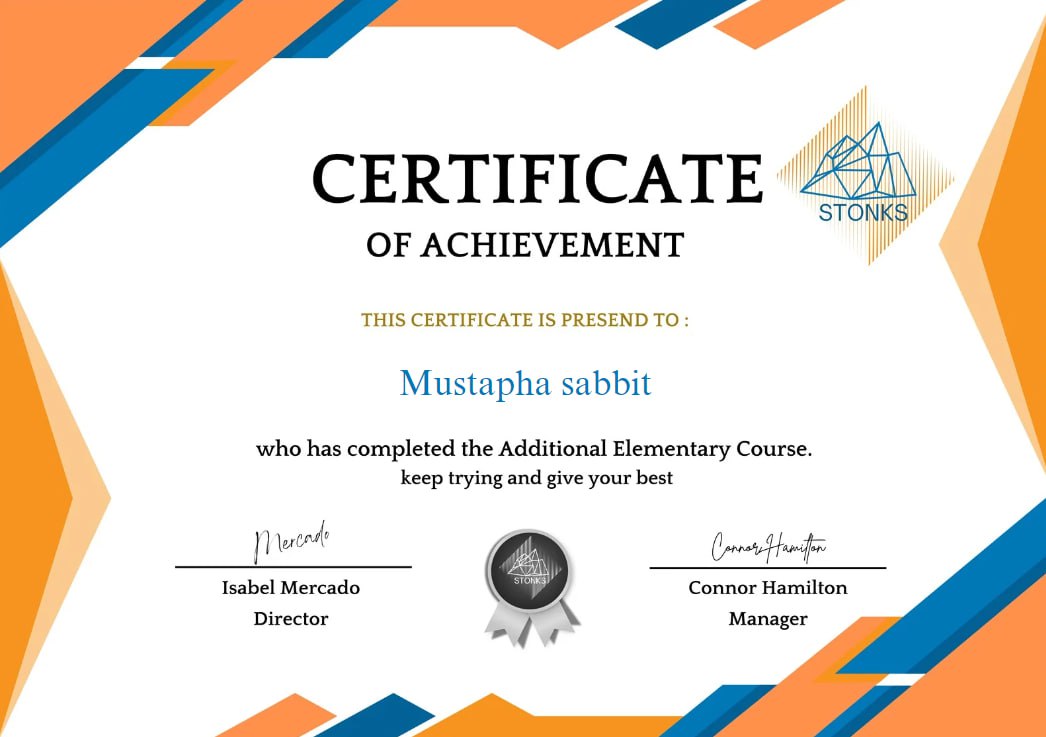 CERTIFICATE
STONKS
OF ACHIEVEMENT
THIS CERTIFICATE IS PRESEND TO :
Mustapha sabbit
who has completed the Additional Elementary Course.
keep trying and give your best
Mercado
Connor Hamilton
Isabel Mercado
Director
STONKS
Connor Hamilton
Manager